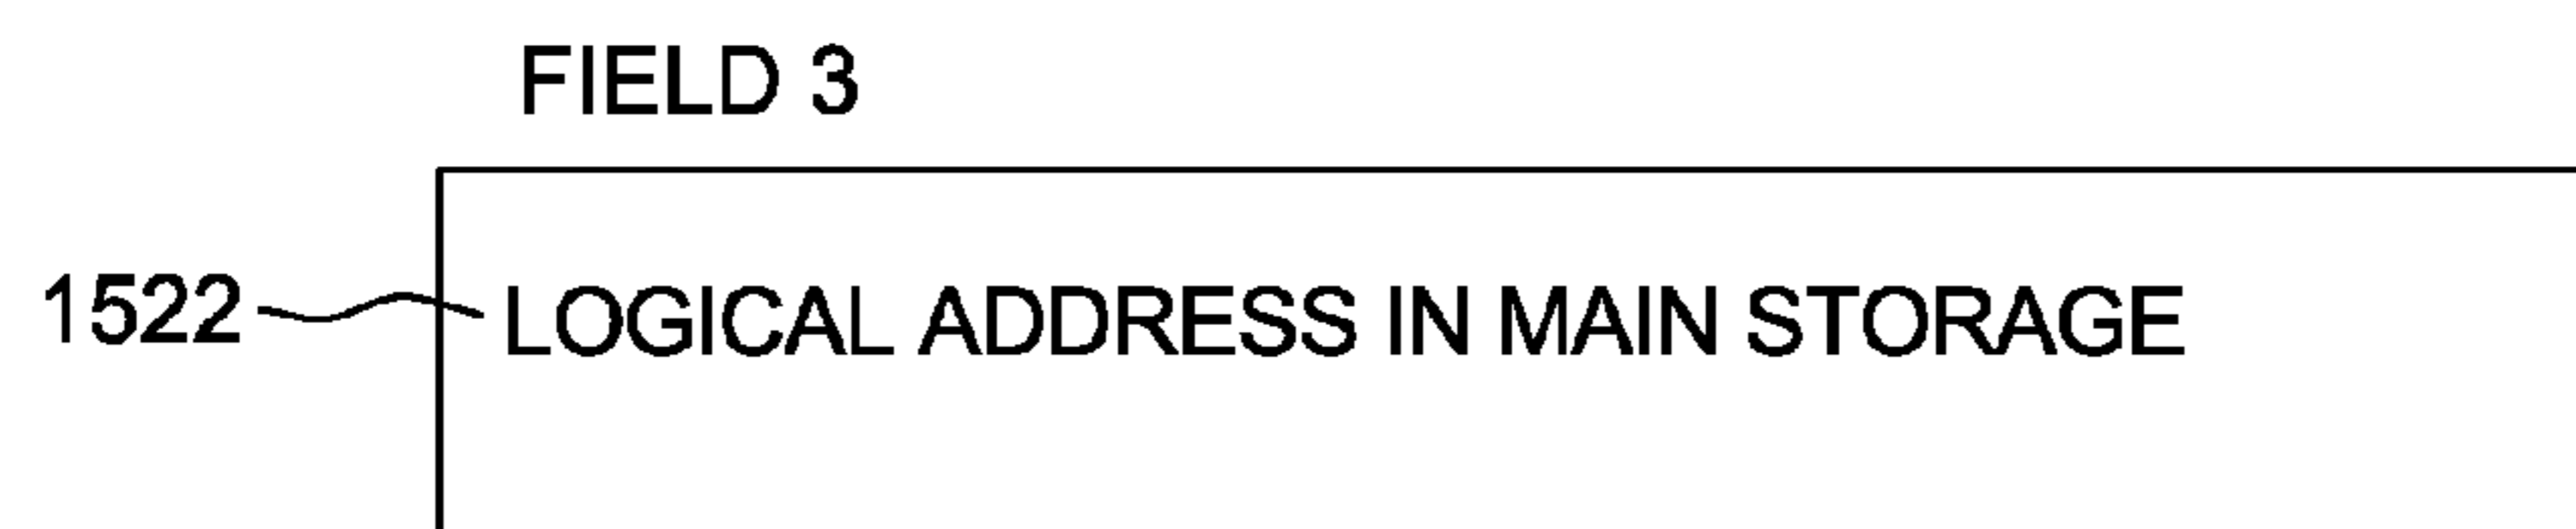 FIELD 3
1522
LOGICAL ADDRESS IN MAIN STORAGE